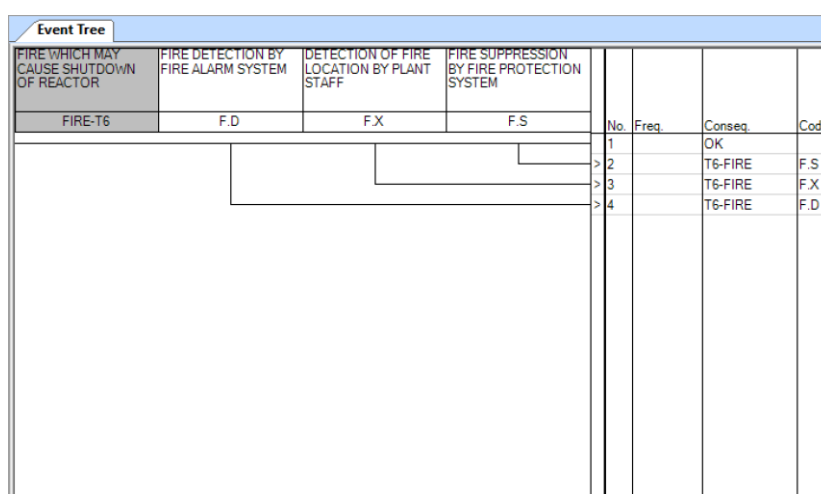 Event Tree
FIRE WHICH MAY
CAUSE SHUTDOWN
OF REACTOR
FIRE DETECTION BY
FIRE ALARM SYSTEM
DETECTION OF FIRE
LOCATION BY PLANT
STAFF
FIRE SUPPRESSION
BY FIRE PROTECTION
SYSTEM
FIRE-T6 F.D F.X F.S
No. Freq. Conseq. Cod
1 OK
> 2 T6-FIRE F.S
> 3 T6-FIRE F.X
> 4 T6-FIRE F.D